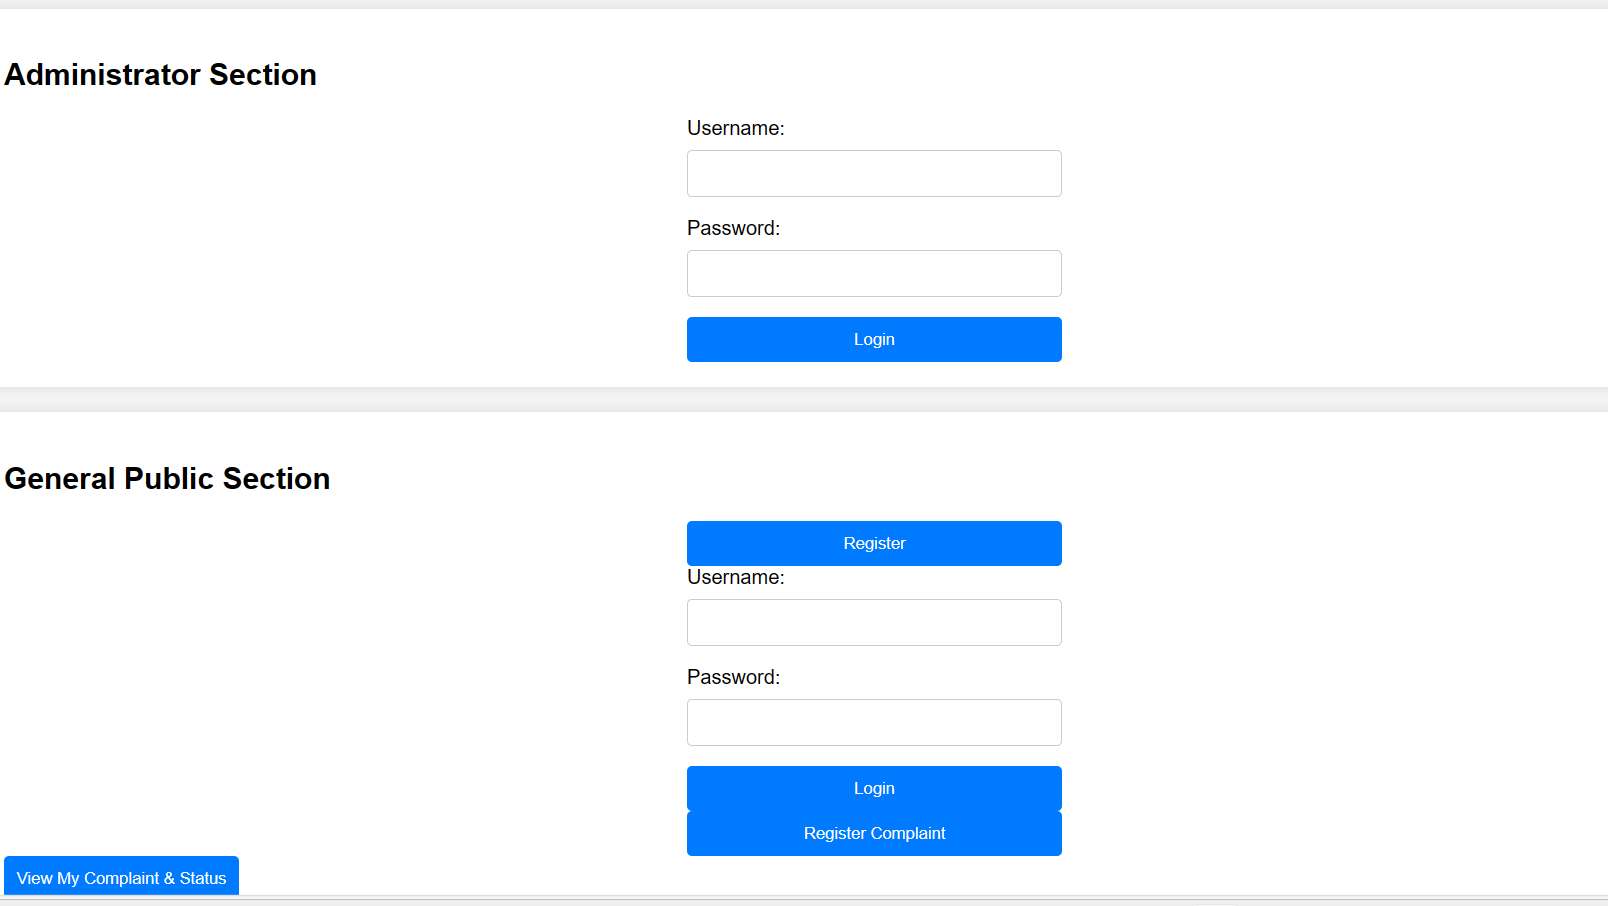 Administrator Section
Username:
Password:
Login
General Public Section
Register
Username:
Password:
Login
Register Complaint
View My Complaint & Status